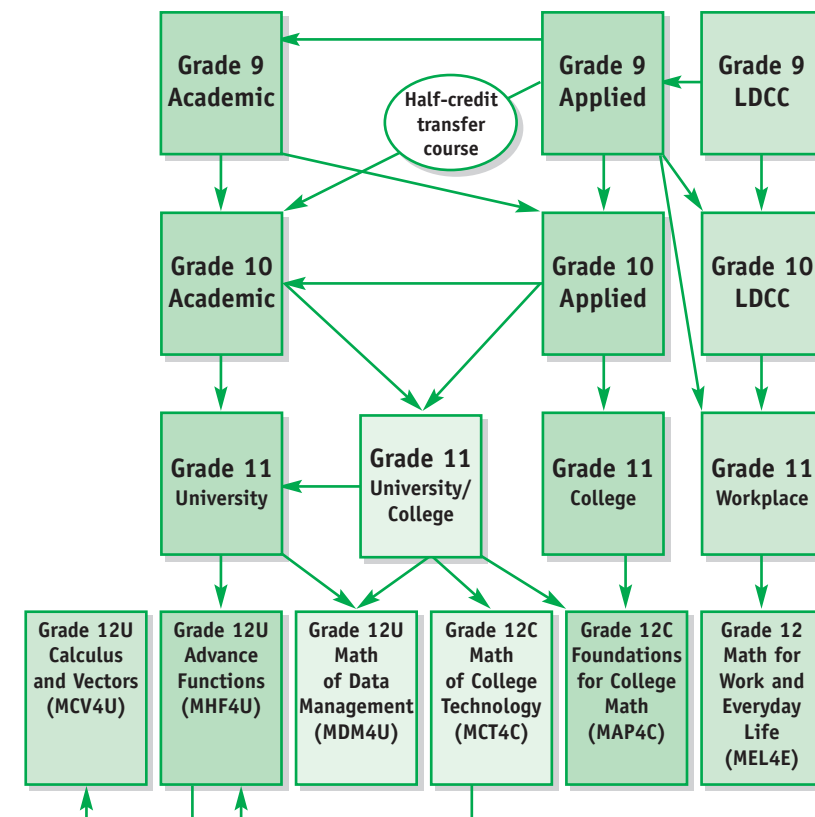 Grade 9
Academic
Half-credit
transfer
course
Grade 9
Applied
Grade 9
LDCC
Grade 10
Academic
Grade 10
Applied
Grade 10
LDCC
Grade 11
University
Grade 11
University/
College
Grade 11
College
Grade 11
Workplace
Grade 12U
Calculus
and Vectors
(MCV4U)
Grade 12U
Advance
Functions
(MHF4U)
Grade 12U
Math
of Data
Management
(MDM4U)
Grade 12C
Math
of College
Technology
(MCT4C)
Grade 12C
Foundations
for College
Math
(MAP4C)
Grade 12
Math for
Work and
Everyday
Life
(MEL4E)